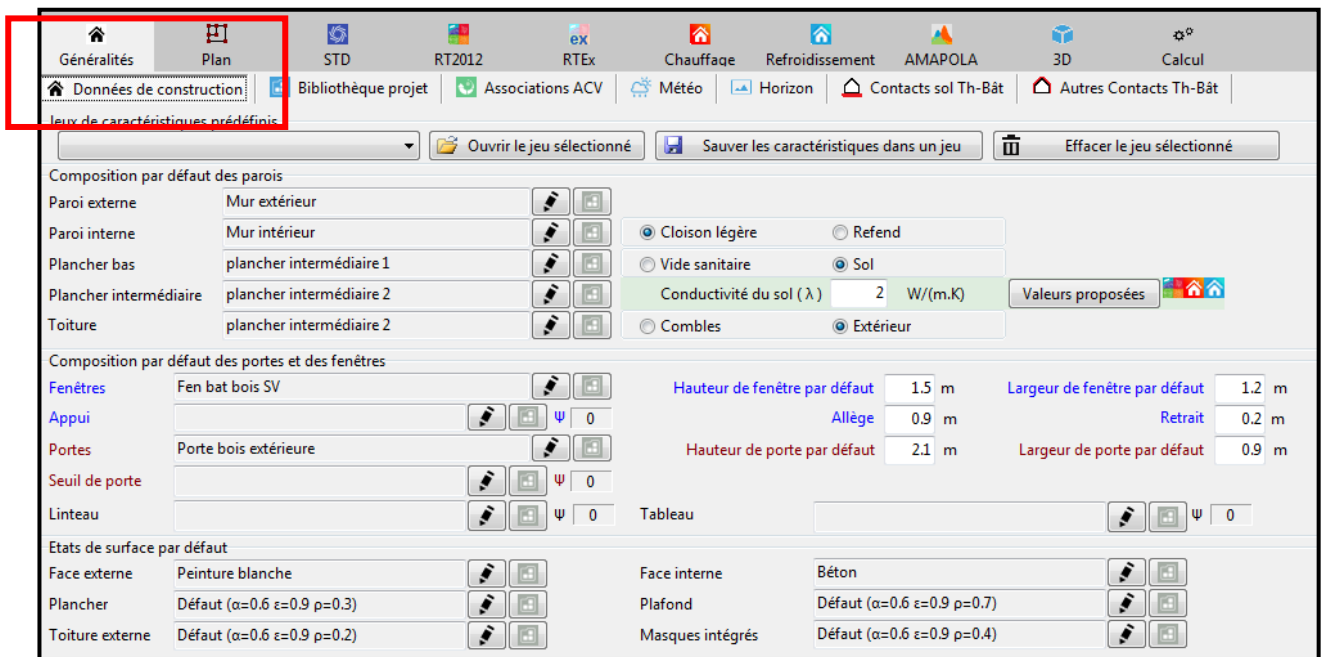 Généralités Plan STD RT2012 ex RTEx Chauffage Refroidissement AMAPOLA 3D Calcul
Données de construction Bibliothèque projet Associations ACV Météo Horizon Contacts sol Th-Bât Autres Contacts Th-Bât
Jeux de caractéristiques prédéfinis
Ouvrir le jeu sélectionné Sauver les caractéristiques dans un jeu Effacer le jeu sélectionné
Composition par défaut des parois
Paroi externe Mur extérieur
Paroi interne Mur intérieur Cloison légère Refend
Plancher bas plancher intermédiaire 1 Vide sanitaire Sol
Plancher intermédiaire plancher intermédiaire 2 Conductivité du sol ( λ ) 2 W/(m.K) Valeurs proposées
Toiture plancher intermédiaire 2 Combles Extérieur
Composition par défaut des portes et des fenêtres
Fenêtres Fen bat bois SV Hauteur de fenêtre par défaut 1.5 m Largeur de fenêtre par défaut 1.2 m
Appui Ψ 0 Allège 0.9 m Retrait 0.2 m
Portes Porte bois extérieure Hauteur de porte par défaut 2.1 m Largeur de porte par défaut 0.9 m
Seuil de porte Ψ 0
Linteau Ψ 0 Tableau Ψ 0
Etats de surface par défaut
Face externe Peinture blanche Face interne Béton
Plancher Défaut (α=0.6 ε=0.9 ρ=0.3) Plafond Défaut (α=0.6 ε=0.9 ρ=0.7)
Toiture externe Défaut (α=0.6 ε=0.9 ρ=0.2) Masques intégrés Défaut (α=0.6 ε=0.9 ρ=0.4)